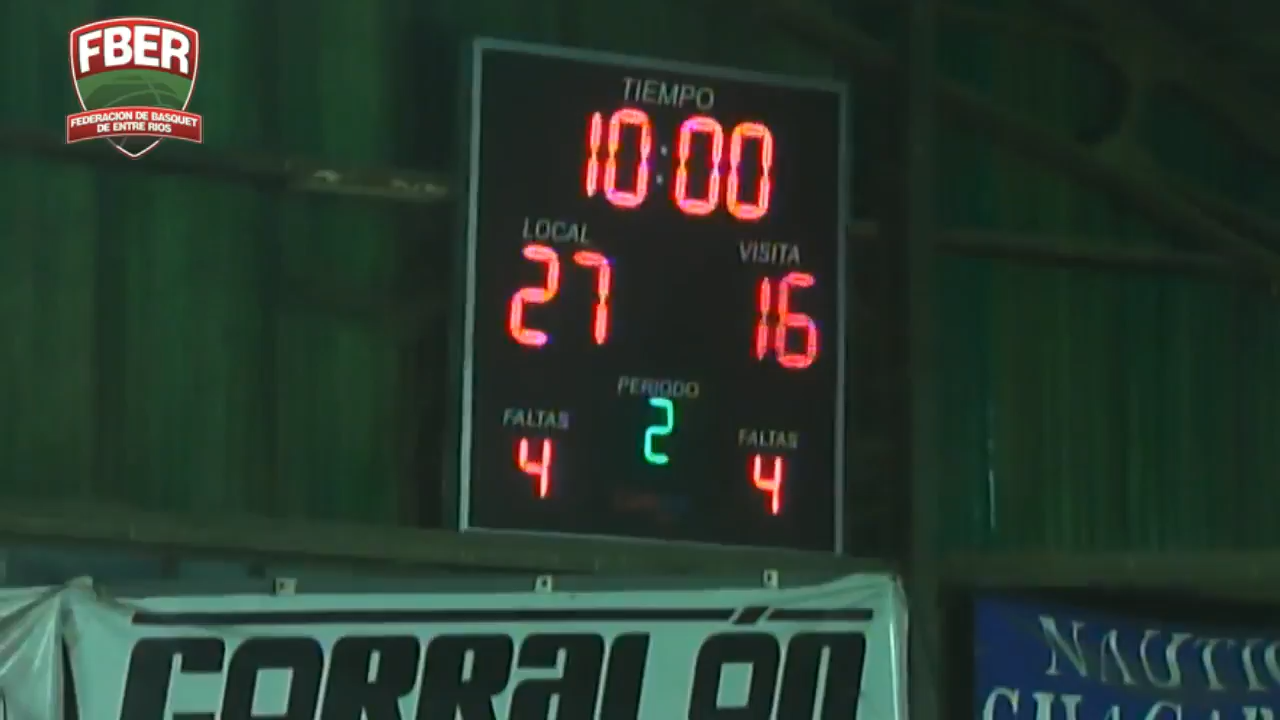 FBER
FEDERACION DE BASQUET
DE ENTRE RIOS
TIEMPO
10:00
LOCAL
VISITA
27
16
PERIODO
2
FALTAS
FALTAS
4
4
CORRALÓN